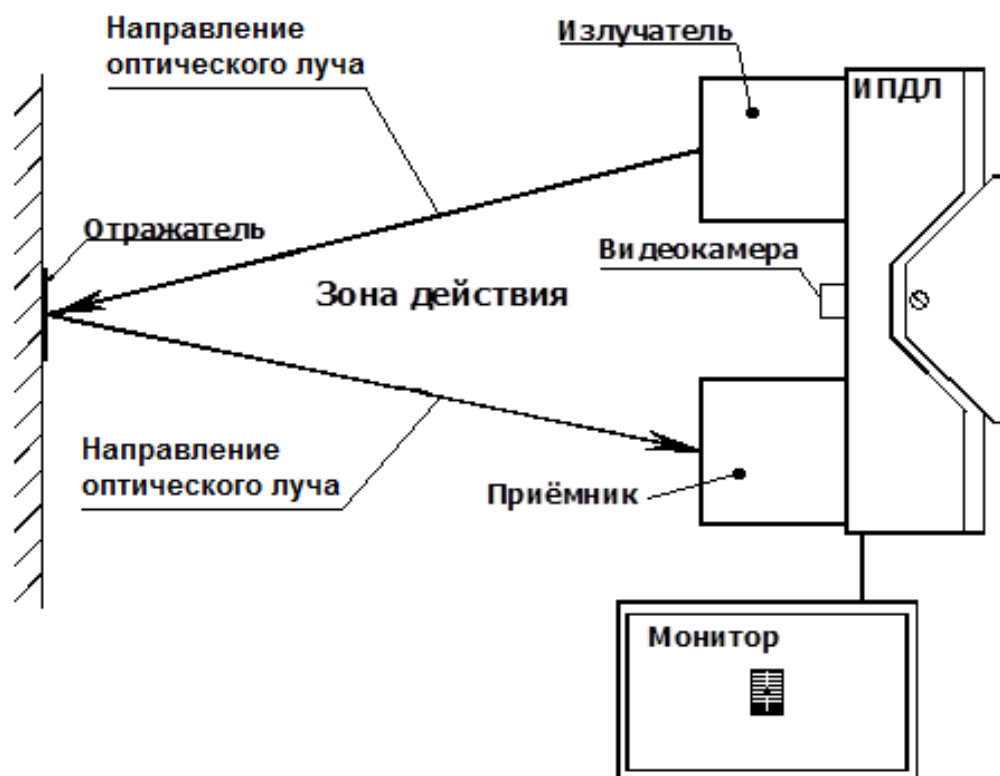 Направление
оптического луча
Излучатель
ИПДЛ
Отражатель
Видеокамера
Зона действия
Направление
оптического луча
Приёмник
Монитор